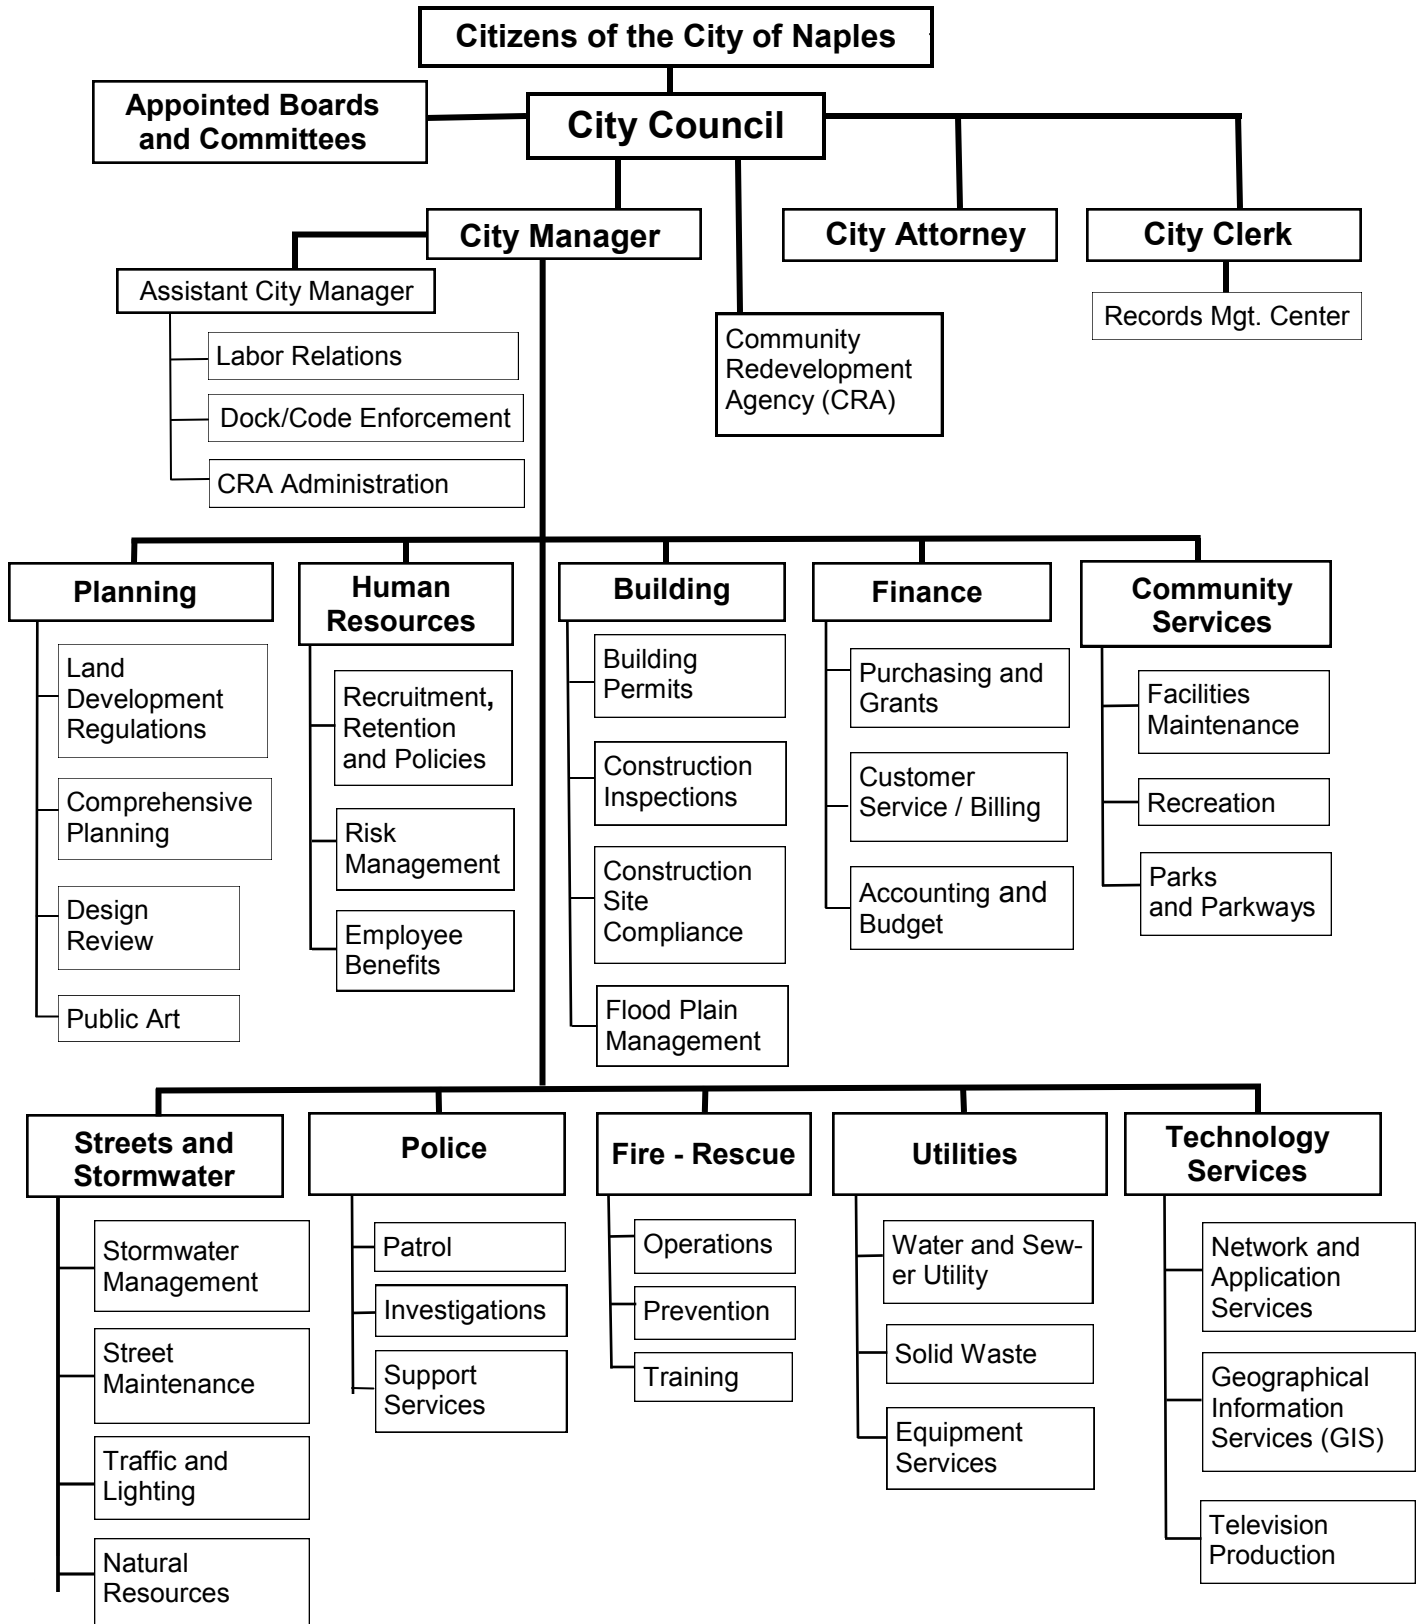 Citizens of the City of Naples
Appointed Boards
and Committees
City Council
City Manager
City Attorney
City Clerk
Assistant City Manager
Labor Relations
Dock/Code Enforcement
CRA Administration
Community
Redevelopment
Agency (CRA)
Records Mgt. Center
Planning
Land
Development
Regulations
Comprehensive
Planning
Design
Review
Public Art
Human
Resources
Recruitment,
Retention
and Policies
Risk
Management
Employee
Benefits
Building
Building
Permits
Construction
Inspections
Construction
Site
Compliance
Flood Plain
Management
Finance
Purchasing and
Grants
Customer
Service / Billing
Accounting and
Budget
Community
Services
Facilities
Maintenance
Recreation
Parks
and Parkways
Streets and
Stormwater
Stormwater
Management
Street
Maintenance
Traffic and
Lighting
Natural
Resources
Police
Patrol
Investigations
Support
Services
Fire - Rescue
Operations
Prevention
Training
Utilities
Water and Sew-
er Utility
Solid Waste
Equipment
Services
Technology
Services
Network and
Application
Services
Geographical
Information
Services (GIS)
Television
Production